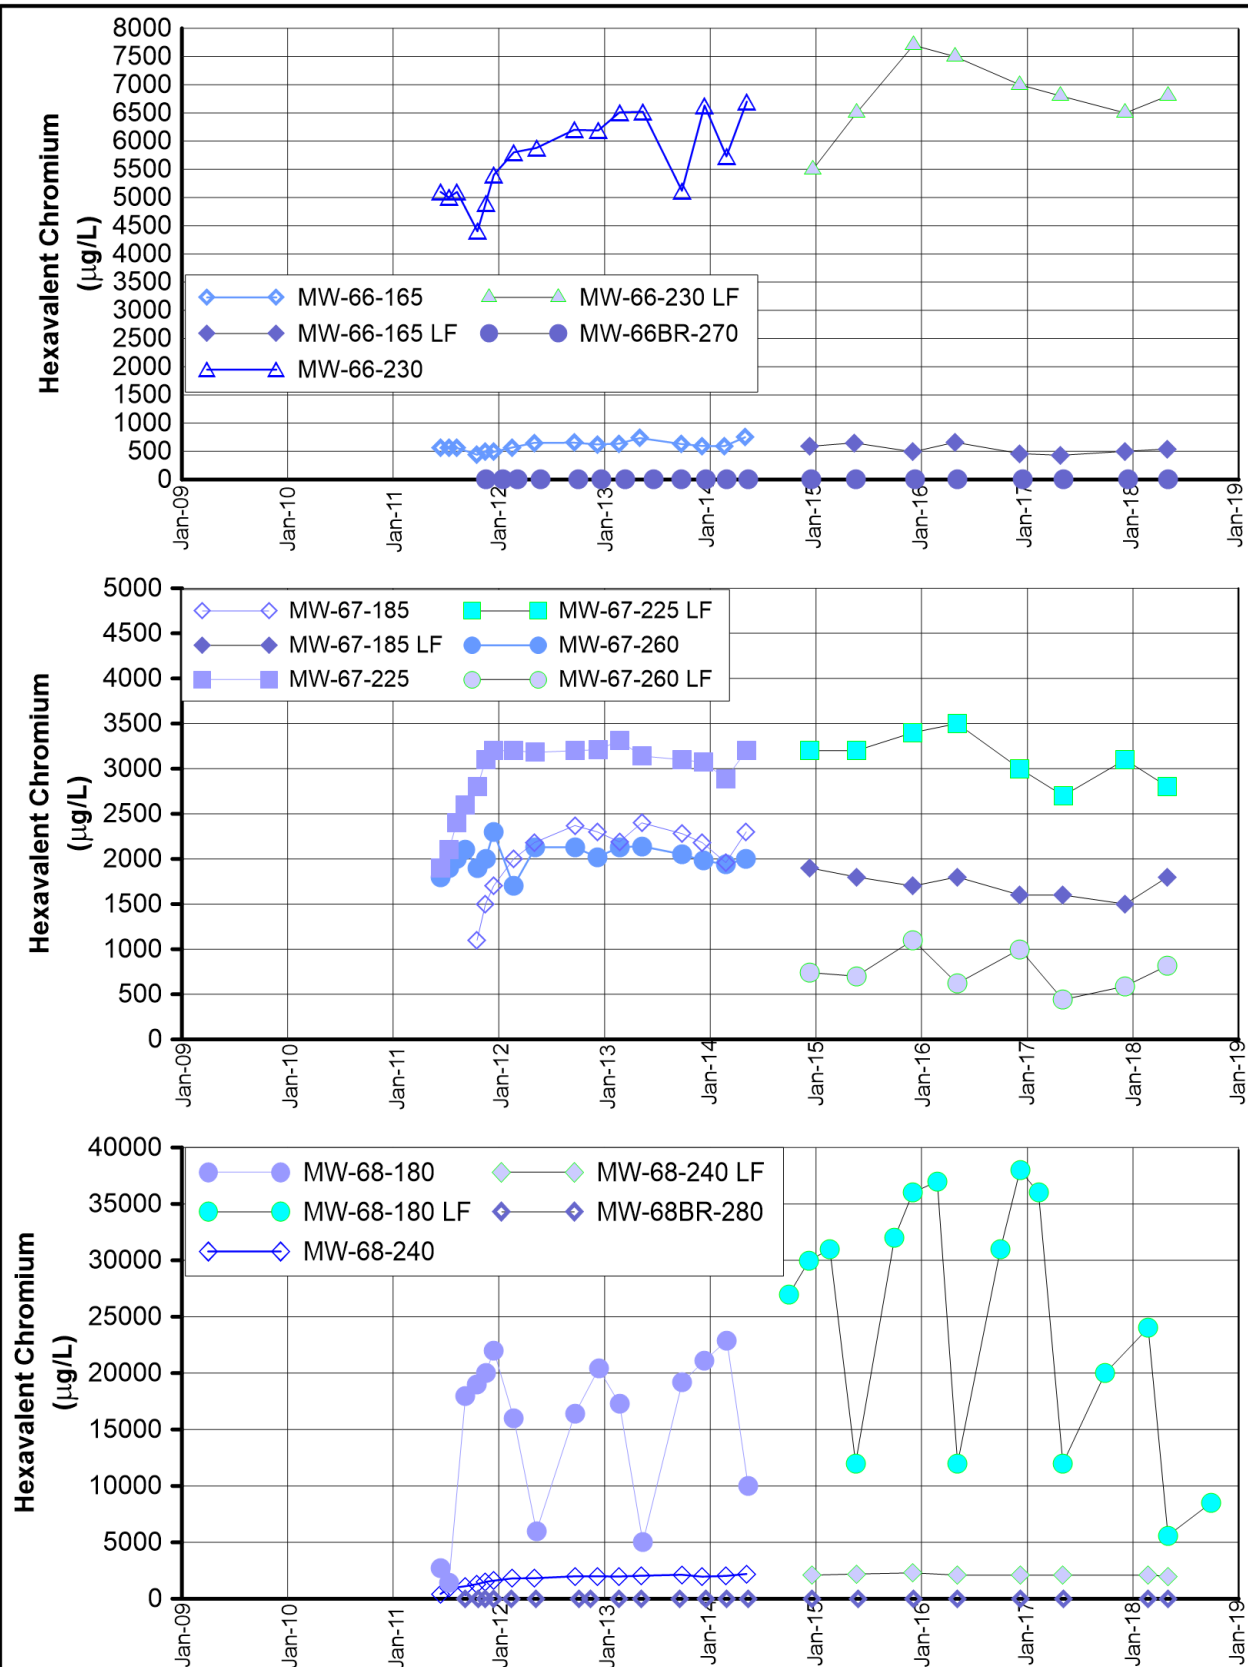 Hexavalent Chromium
(μg/L)
8000
7500
7000
6500
6000
5500
5000
4500
4000
3500
3000
2500
2000
1500
1000
500
0
MW-66-165 MW-66-230 LF
MW-66-165 LF MW-66BR-270
MW-66-230
Jan-09 Jan-10 Jan-11 Jan-12 Jan-13 Jan-14 Jan-15 Jan-16 Jan-17 Jan-18 Jan-19
Hexavalent Chromium
(μg/L)
5000
4500
4000
3500
3000
2500
2000
1500
1000
500
0
MW-67-185 MW-67-225 LF
MW-67-185 LF MW-67-260
MW-67-225 MW-67-260 LF
Jan-09 Jan-10 Jan-11 Jan-12 Jan-13 Jan-14 Jan-15 Jan-16 Jan-17 Jan-18 Jan-19
Hexavalent Chromium
(μg/L)
40000
35000
30000
25000
20000
15000
10000
5000
0
MW-68-180 MW-68-240 LF
MW-68-180 LF MW-68BR-280
MW-68-240
Jan-09 Jan-10 Jan-11 Jan-12 Jan-13 Jan-14 Jan-15 Jan-16 Jan-17 Jan-18 Jan-19